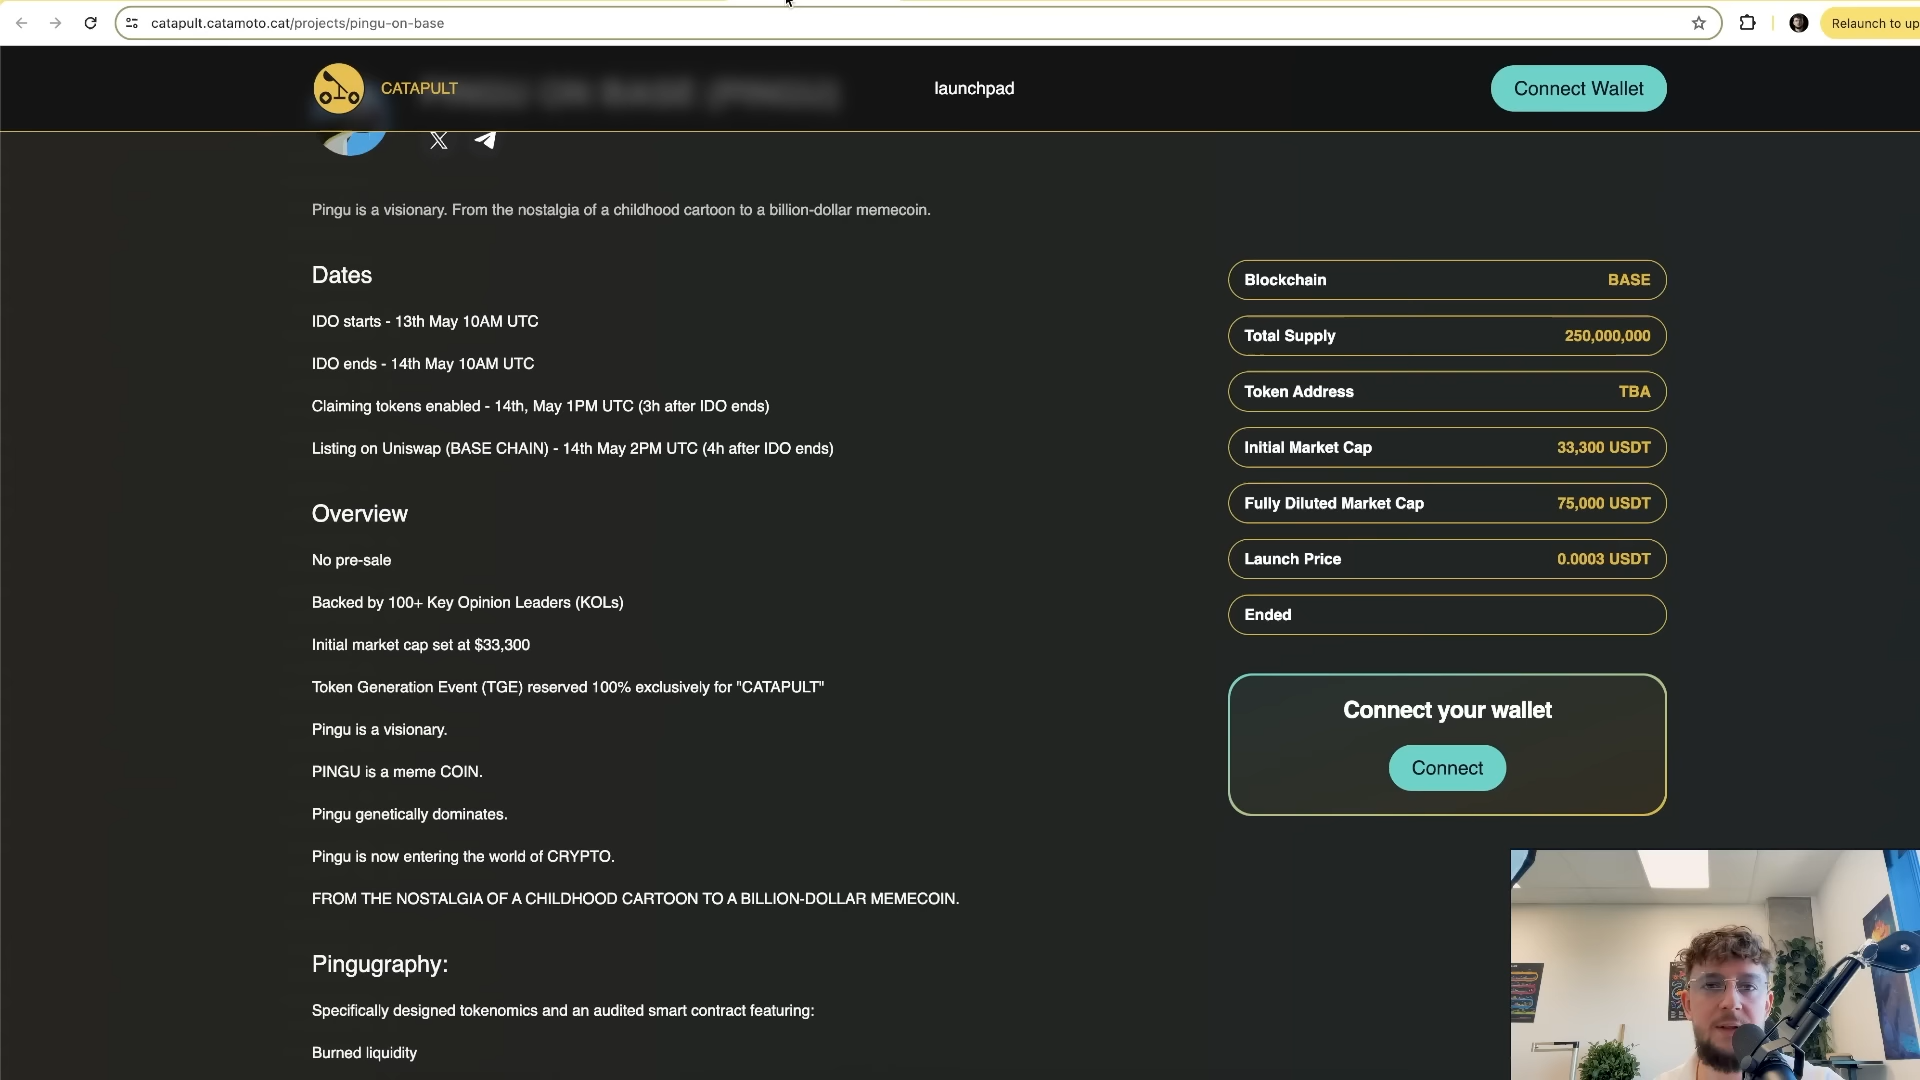 catapult.catamoto.cat/projects/pingu-on-base
Relaunch to up
CATAPULT
PINGU ON BASE (PINGU)
launchpad
Connect Wallet
Pingu is a visionary. From the nostalgia of a childhood cartoon to a billion-dollar memecoin.
Dates
IDO starts - 13th May 10AM UTC
IDO ends - 14th May 10AM UTC
Claiming tokens enabled - 14th, May 1PM UTC (3h after IDO ends)
Listing on Uniswap (BASE CHAIN) - 14th May 2PM UTC (4h after IDO ends)
Overview
No pre-sale
Backed by 100+ Key Opinion Leaders (KOLs)
Initial market cap set at $33,300
Token Generation Event (TGE) reserved 100% exclusively for "CATAPULT"
Pingu is a visionary.
PINGU is a meme COIN.
Pingu genetically dominates.
Pingu is now entering the world of CRYPTO.
FROM THE NOSTALGIA OF A CHILDHOOD CARTOON TO A BILLION-DOLLAR MEMECOIN.
Pingugraphy:
Specifically designed tokenomics and an audited smart contract featuring:
Burned liquidity
Blockchain BASE
Total Supply 250,000,000
Token Address TBA
Initial Market Cap 33,300 USDT
Fully Diluted Market Cap 75,000 USDT
Launch Price 0.0003 USDT
Ended
Connect your wallet
Connect